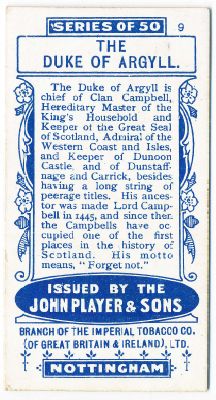 SERIES OF 50 9
THE
DUKE OF ARGYLL.
The Duke of Argyll is
chief of Clan Campbell,
Hereditary Master of the
King's Household and
Keeper of the Great Seal
of Scotland, Admiral of the
Western Coast and Isles,
and Keeper of Dunoon
Castle, and of Dunstaff-
nage and Carrick, besides
having a long string of
peerage titles. His ances-
tor was made Lord Camp-
bell in 1445, and since then
the Campbells have oc-
cupied one of the first
places in the history of
Scotland. His motto
means, "Forget not."
ISSUED BY THE
JOHN PLAYER & SONS
BRANCH OF THE IMPERIAL TOBACCO CO.
(OF GREAT BRITAIN & IRELAND), LTD.
NOTTINGHAM